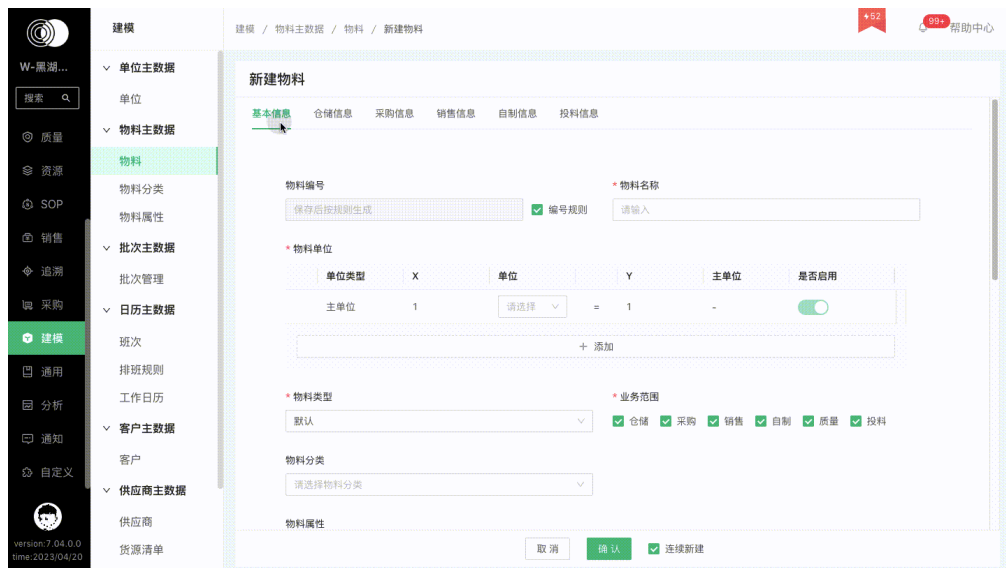 建模
建模 / 物料主数据 / 物料 / 新建物料
52
99+
帮助中心
W-黑湖...
搜索
质量
资源
SOP
销售
追溯
采购
建模
通用
分析
通知
自定义
version:7.04.0.0
time:2023/04/20
单位主数据
单位
物料主数据
物料
物料分类
物料属性
批次主数据
批次管理
日历主数据
班次
排班规则
工作日历
客户主数据
客户
供应商主数据
供应商
货源清单
新建物料
基本信息 仓储信息 采购信息 销售信息 自制信息 投料信息
物料编号 * 物料名称
保存后按规则生成 编号规则 请输入
* 物料单位
单位类型 X 单位 Y 主单位 是否启用
主单位 1 请选择 = 1 -
+ 添加
* 物料类型 * 业务范围
默认 仓储 采购 销售 自制 质量 投料
物料分类
请选择物料分类
物料属性
取 消 确 认 连续新建